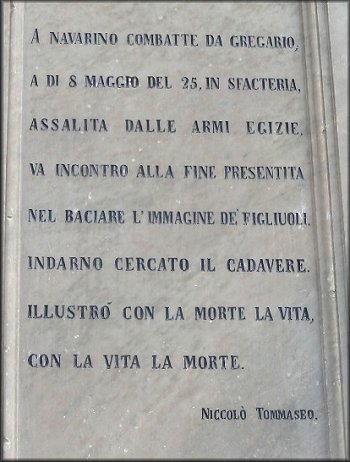 A NAVARINO COMBATTE DA GREGARIO,
A DI 8 MAGGIO DEL 25, IN SFACTERIA,
ASSALITA DALLE ARMI EGIZIE,
VA INCONTRO ALLA FINE PRESENTITA
NEL BACIARE L'IMMAGINE DE' FIGLIUOLI.
INDARNO CERCATO IL CADAVERE.
ILLUSTRÒ CON LA MORTE LA VITA,
CON LA VITA LA MORTE.
NICCOLÒ TOMMASEO.